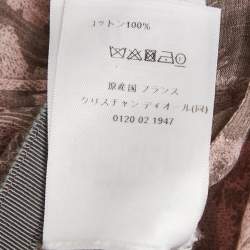 コットン100%
原産国 フランス
クリスチャン ディオール(株)
0120 02 1947